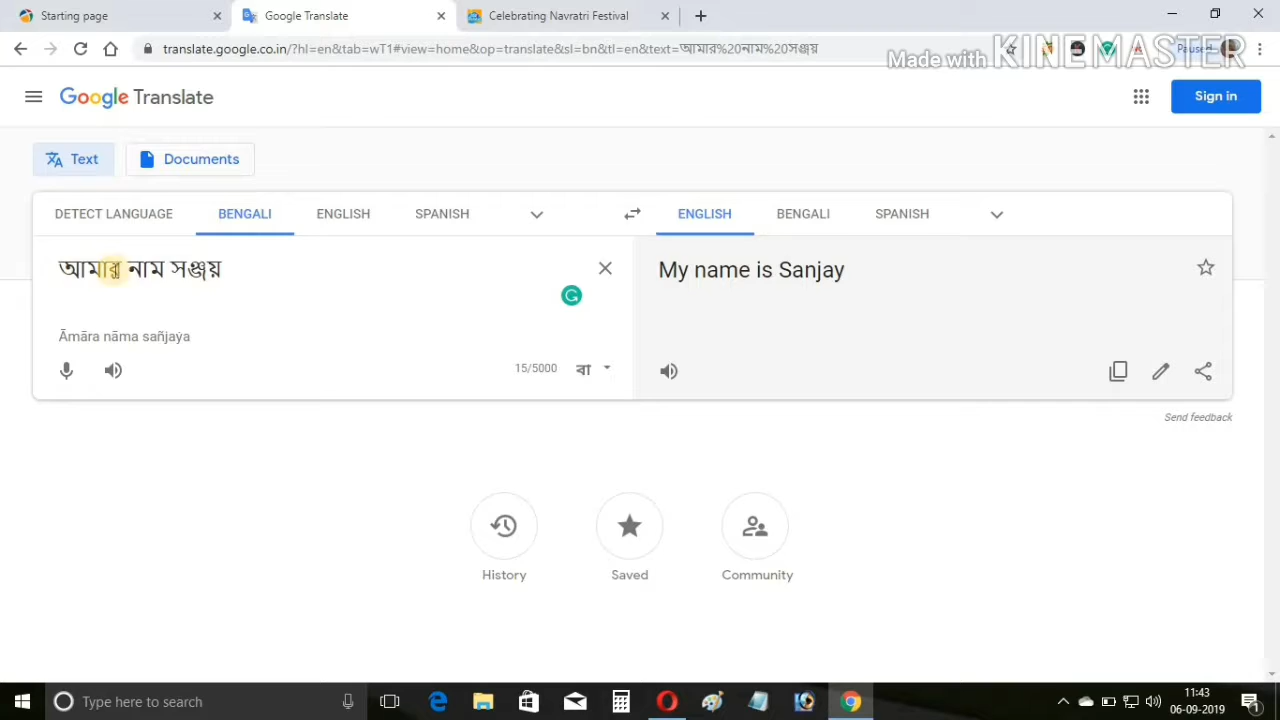 Starting page
Google Translate
Celebrating Navratri Festival
translate.google.co.in/?hl=en&tab=wT1#view=home&op=translate&sl=bn&tl=en&text=আমার%20নাম%20সঞ্জয়
Paused
Made with KINEMASTER
Google Translate
Sign in
Text
Documents
DETECT LANGUAGE
BENGALI
ENGLISH
SPANISH
ENGLISH
BENGALI
SPANISH
আমার নাম সঞ্জয়
My name is Sanjay
Āmāra nāma sañjaẏa
15/5000
বা
Send feedback
History
Saved
Community
Type here to search
11:43
06-09-2019
1